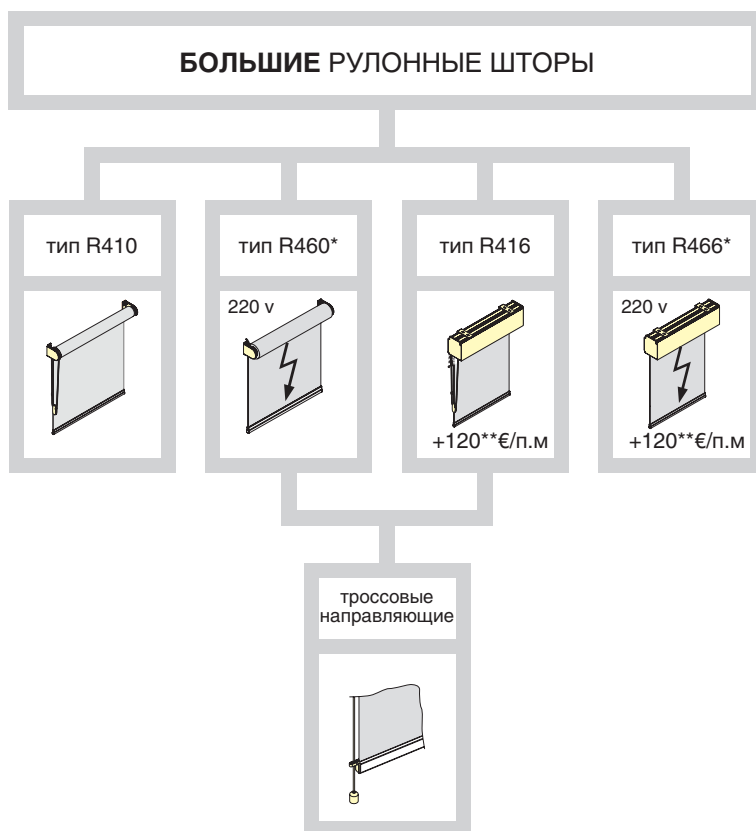 БОЛЬШИЕ РУЛОННЫЕ ШТОРЫ
тип R410
тип R460*
тип R416
тип R466*
220 v
220 v
+120**€/п.м
+120**€/п.м
троссовые
направляющие